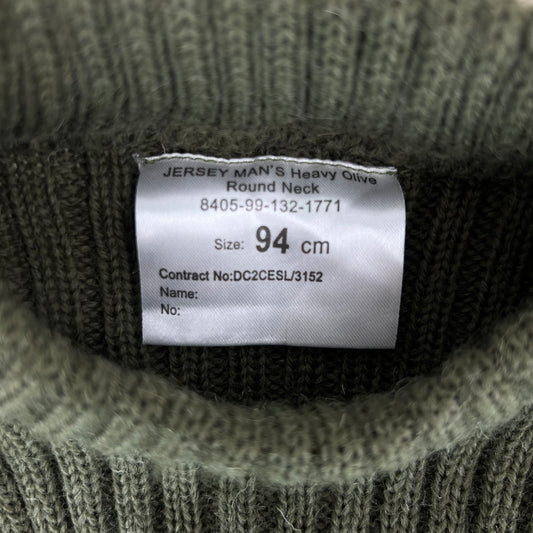 JERSEY MAN'S Heavy Olive
Round Neck
8405-99-132-1771
Size: 94 cm
Contract No:DC2CESL/3152
Name:
No: